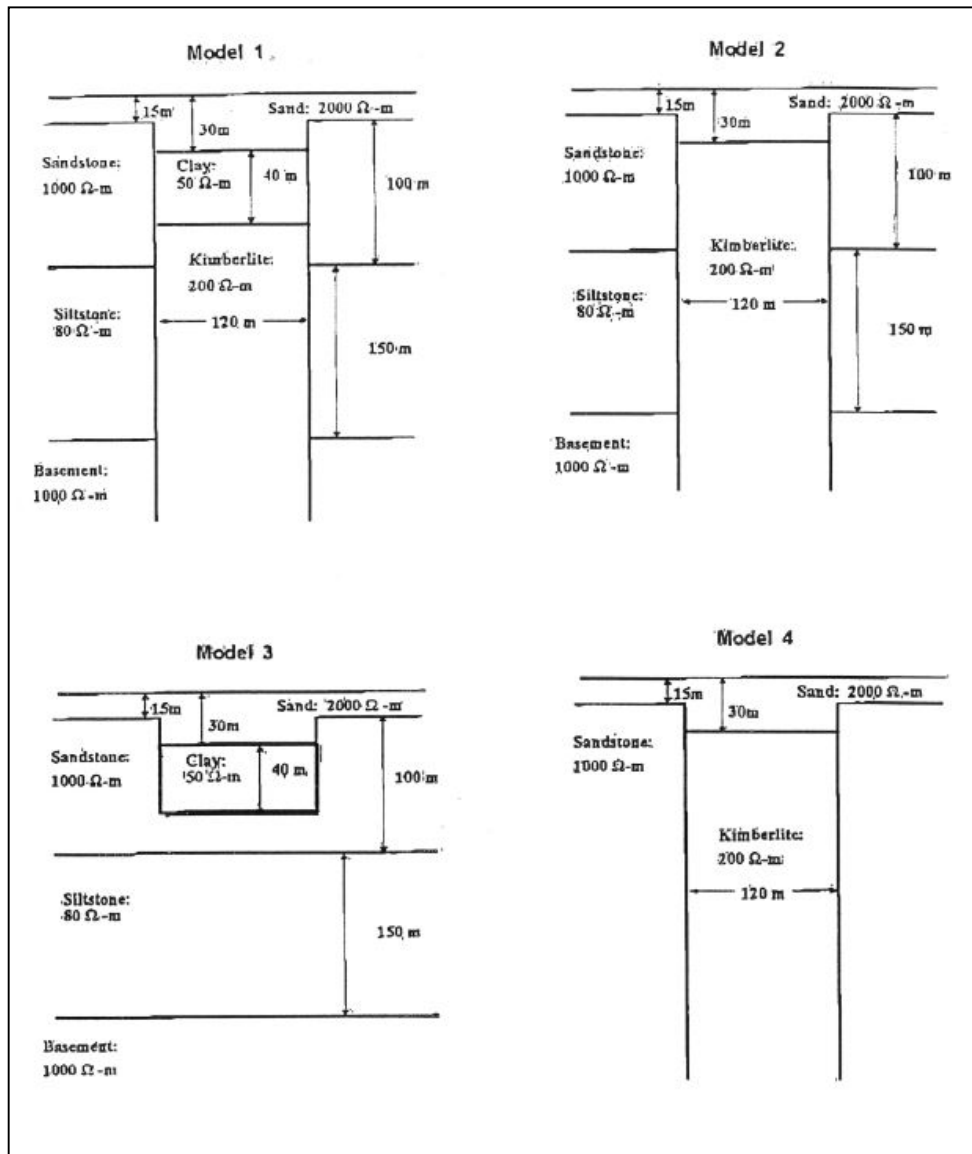 Model 1
15m
30m
Sand: 2000 Ω-m
Sandstone:
1000 Ω-m
Clay:
50 Ω-m
40 m
100 m
Kimberlite:
200 Ω-m
Siltstone:
80 Ω-m
120 m
150 m
Basement:
1000 Ω-m
Model 2
15m
30m
Sand: 2000 Ω-m
Sandstone:
1000 Ω-m
100 m
Kimberlite:
200 Ω-m
Siltstone:
80 Ω-m
120 m
150 m
Basement:
1000 Ω-m
Model 3
15m
30m
Sand: 2000 Ω-m
Sandstone:
1000 Ω-m
Clay:
50 Ω-m
40 m
100 m
Siltstone:
80 Ω-m
150 m
Basement:
1000 Ω-m
Model 4
15m
30m
Sand: 2000 Ω-m
Sandstone:
1000 Ω-m
Kimberlite:
200 Ω-m
120 m